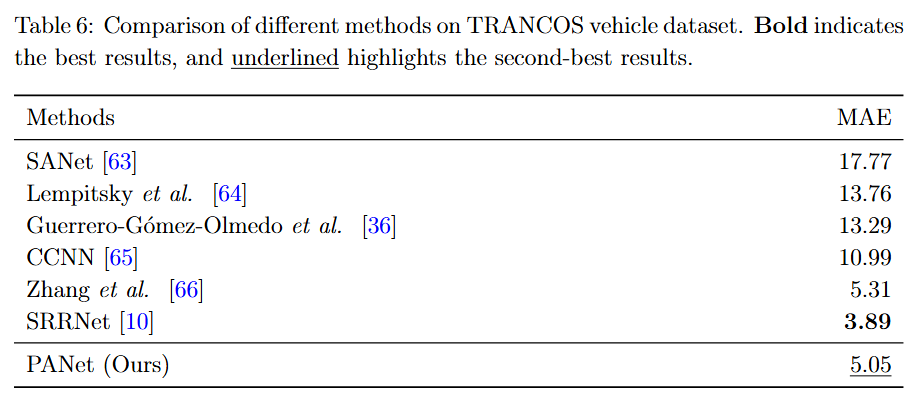 Table 6: Comparison of different methods on TRANCOS vehicle dataset. Bold indicates
the best results, and underlined highlights the second-best results.
Methods MAE
SANet [63] 17.77
Lempitsky et al. [64] 13.76
Guerrero-Gómez-Olmedo et al. [36] 13.29
CCNN [65] 10.99
Zhang et al. [66] 5.31
SRRNet [10] 3.89
PANet (Ours) 5.05